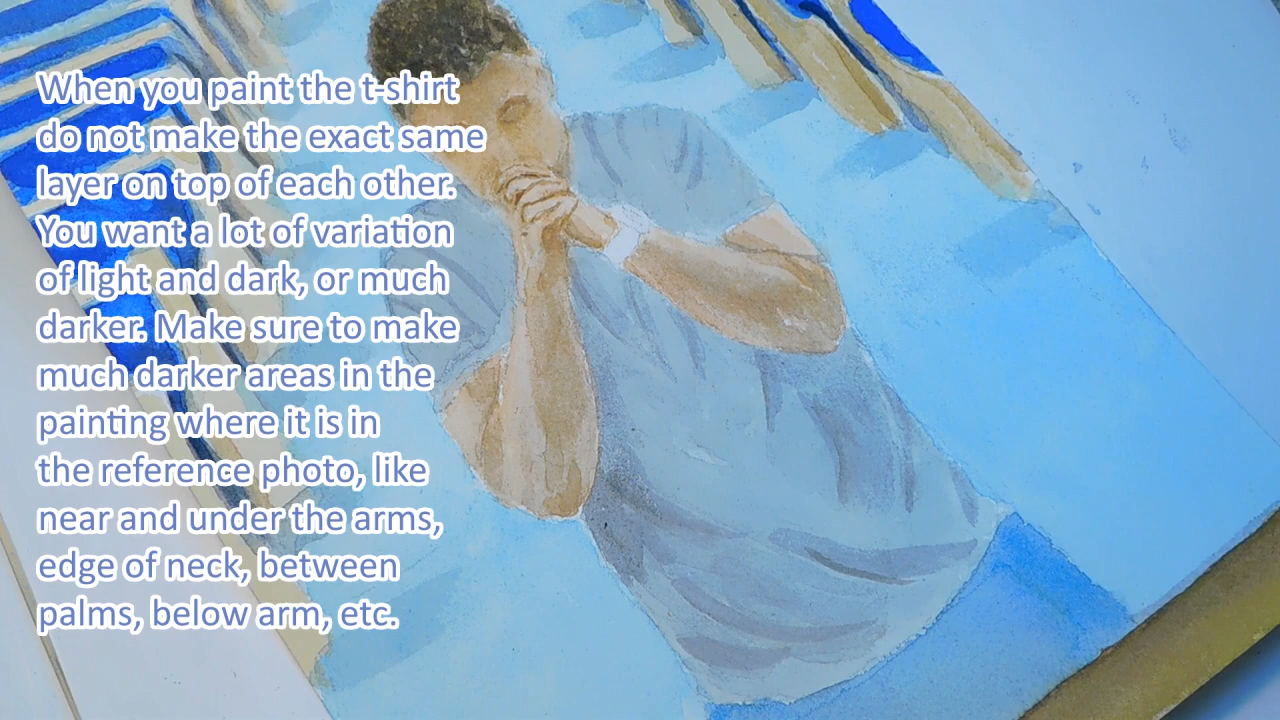 When you paint the t-shirt
do not make the exact same
layer on top of each other.
You want a lot of variation
of light and dark, or much
darker. Make sure to make
much darker areas in the
painting where it is in
the reference photo, like
near and under the arms,
edge of neck, between
palms, below arm, etc.